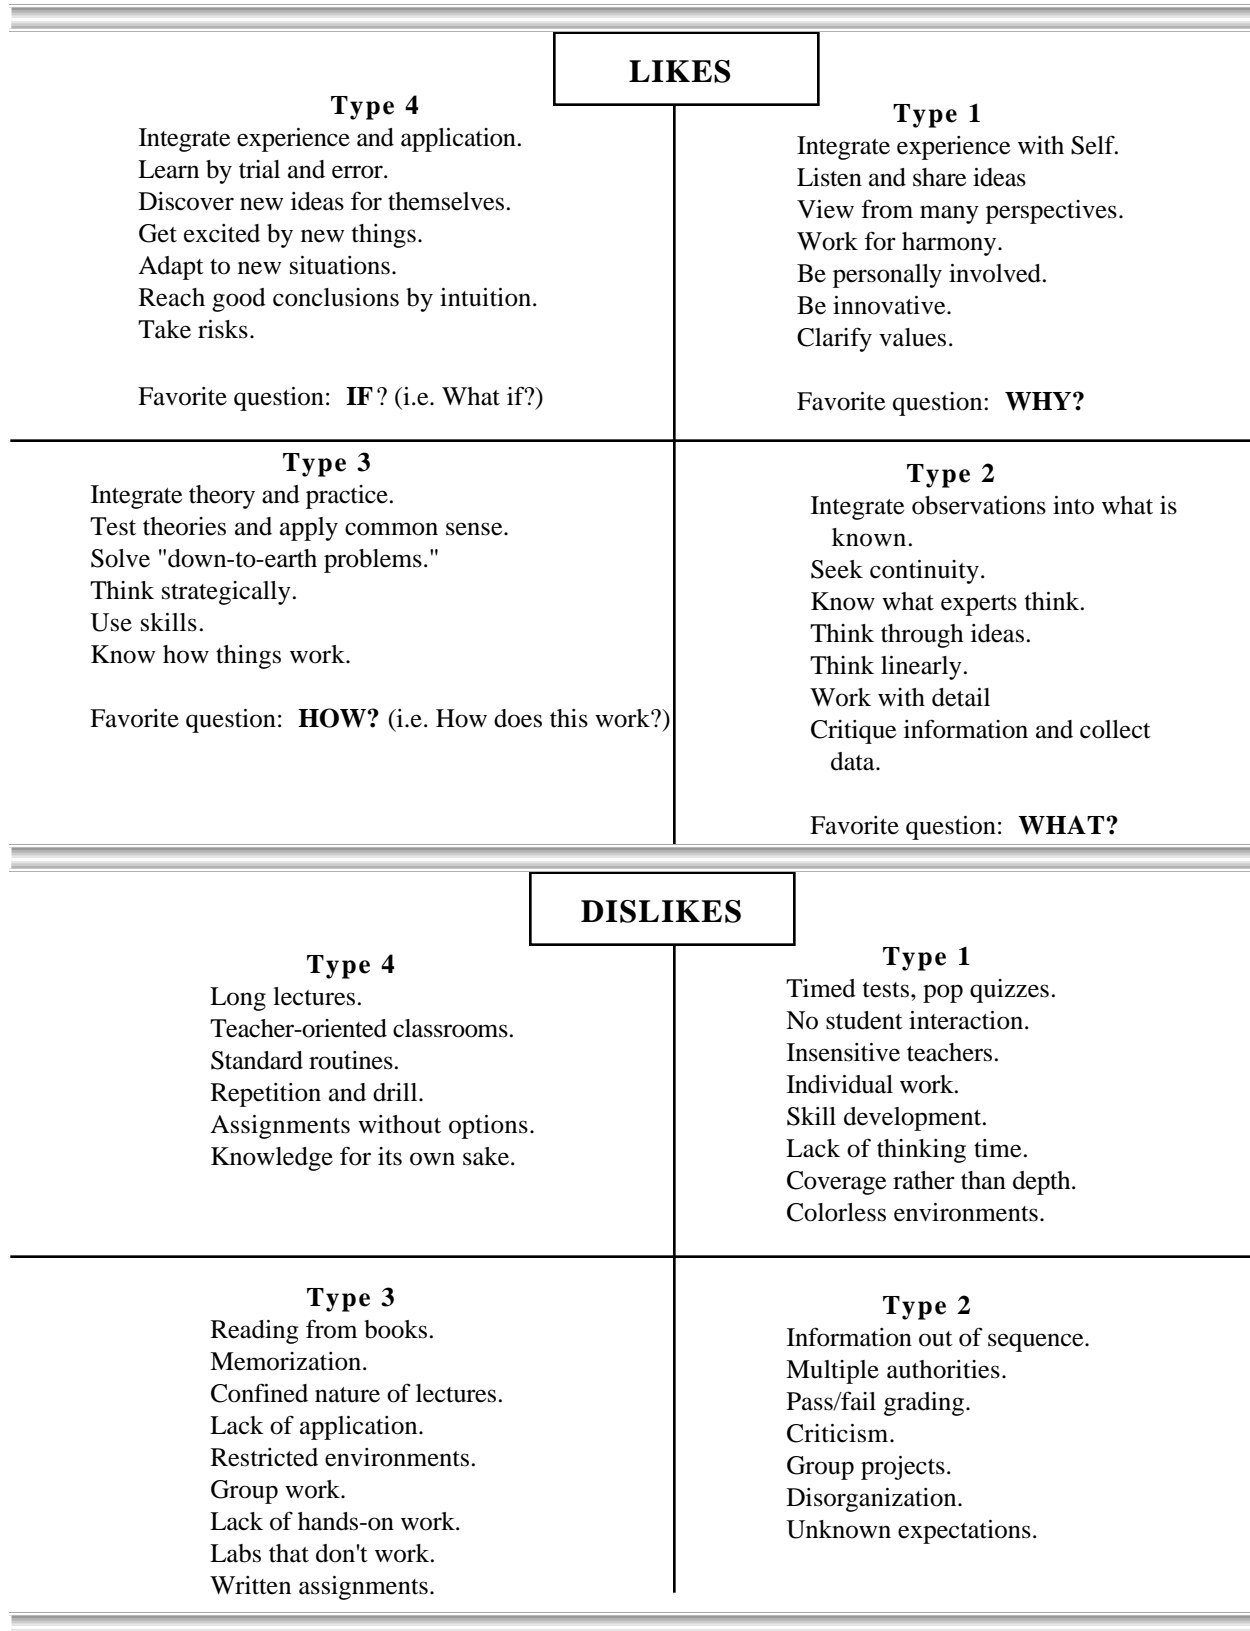 LIKES
Type 4
Integrate experience and application.
Learn by trial and error.
Discover new ideas for themselves.
Get excited by new things.
Adapt to new situations.
Reach good conclusions by intuition.
Take risks.
Favorite question: IF? (i.e. What if?)
Type 1
Integrate experience with Self.
Listen and share ideas
View from many perspectives.
Work for harmony.
Be personally involved.
Be innovative.
Clarify values.
Favorite question: WHY?
Type 3
Integrate theory and practice.
Test theories and apply common sense.
Solve "down-to-earth problems."
Think strategically.
Use skills.
Know how things work.
Favorite question: HOW? (i.e. How does this work?)
Type 2
Integrate observations into what is
known.
Seek continuity.
Know what experts think.
Think through ideas.
Think linearly.
Work with detail
Critique information and collect
data.
Favorite question: WHAT?
DISLIKES
Type 4
Long lectures.
Teacher-oriented classrooms.
Standard routines.
Repetition and drill.
Assignments without options.
Knowledge for its own sake.
Type 1
Timed tests, pop quizzes.
No student interaction.
Insensitive teachers.
Individual work.
Skill development.
Lack of thinking time.
Coverage rather than depth.
Colorless environments.
Type 3
Reading from books.
Memorization.
Confined nature of lectures.
Lack of application.
Restricted environments.
Group work.
Lack of hands-on work.
Labs that don't work.
Written assignments.
Type 2
Information out of sequence.
Multiple authorities.
Pass/fail grading.
Criticism.
Group projects.
Disorganization.
Unknown expectations.